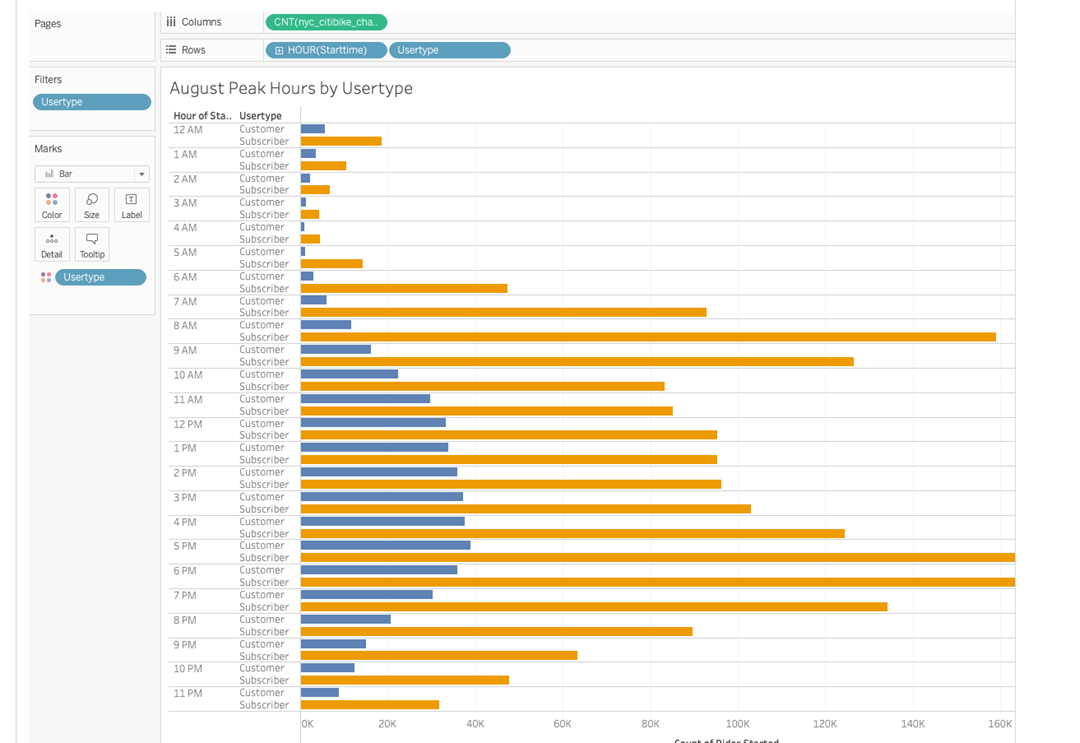 Pages
Columns
CNT(nyc_citibike_cha..
Rows
HOUR(Starttime)
Usertype
Filters
Usertype
Marks
Bar
Color
Size
Label
Detail
Tooltip
Usertype
August Peak Hours by Usertype
Hour of Sta.. Usertype
12 AM Customer
Subscriber
1 AM Customer
Subscriber
2 AM Customer
Subscriber
3 AM Customer
Subscriber
4 AM Customer
Subscriber
5 AM Customer
Subscriber
6 AM Customer
Subscriber
7 AM Customer
Subscriber
8 AM Customer
Subscriber
9 AM Customer
Subscriber
10 AM Customer
Subscriber
11 AM Customer
Subscriber
12 PM Customer
Subscriber
1 PM Customer
Subscriber
2 PM Customer
Subscriber
3 PM Customer
Subscriber
4 PM Customer
Subscriber
5 PM Customer
Subscriber
6 PM Customer
Subscriber
7 PM Customer
Subscriber
8 PM Customer
Subscriber
9 PM Customer
Subscriber
10 PM Customer
Subscriber
11 PM Customer
Subscriber
0K 20K 40K 60K 80K 100K 120K 140K 160K
Count of Rides Started